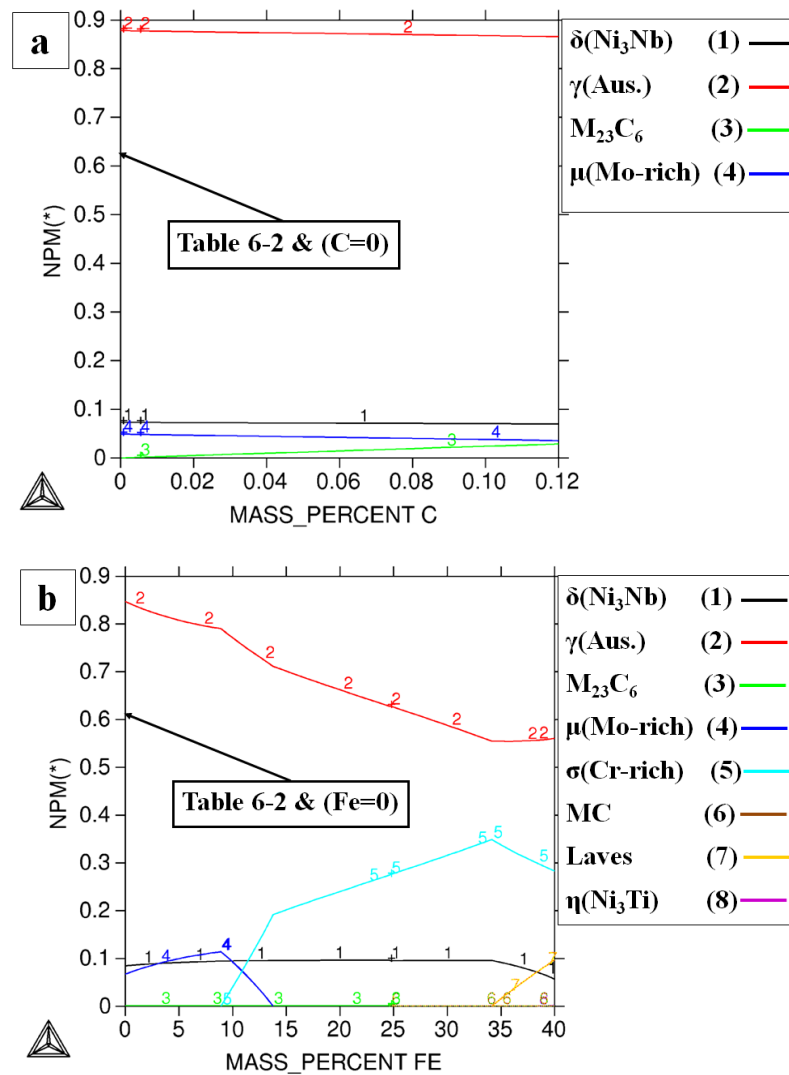 a
0.9
0.8
0.7
0.6
0.5
0.4
0.3
0.2
0.1
0
NPM(*)
2 2 2
Table 6-2 & (C=0)
1 1 1
4 4 4
3 3
0 0.02 0.04 0.06 0.08 0.10 0.12
MASS_PERCENT C
δ(Ni₃Nb) (1)
γ(Aus.) (2)
M₂₃C₆ (3)
μ(Mo-rich) (4)
b
0.9
0.8
0.7
0.6
0.5
0.4
0.3
0.2
0.1
0
NPM(*)
2 2 2 2 2 2 2 2
Table 6-2 & (Fe=0)
5 5 5 5 5 5
1 1 1 1 1 1 1 1
4 4
7 7
3 3 3 3 6 6 6
0 5 10 15 20 25 30 35 40
MASS_PERCENT FE
δ(Ni₃Nb) (1)
γ(Aus.) (2)
M₂₃C₆ (3)
μ(Mo-rich) (4)
σ(Cr-rich) (5)
MC (6)
Laves (7)
η(Ni₃Ti) (8)